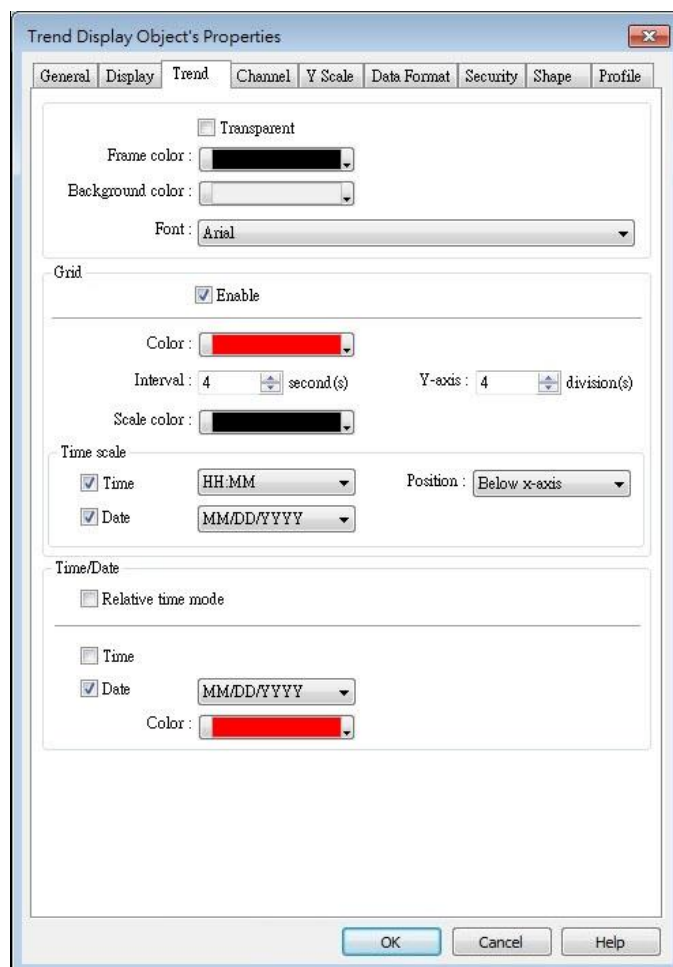 Trend Display Object's Properties
General Display Trend Channel Y Scale Data Format Security Shape Profile
Transparent
Frame color :
Background color :
Font : Arial
Grid
Enable
Color :
Interval : 4 second(s) Y-axis : 4 division(s)
Scale color :
Time scale
Time HH:MM Position : Below x-axis
Date MM/DD/YYYY
Time/Date
Relative time mode
Time
Date MM/DD/YYYY
Color :
OK Cancel Help